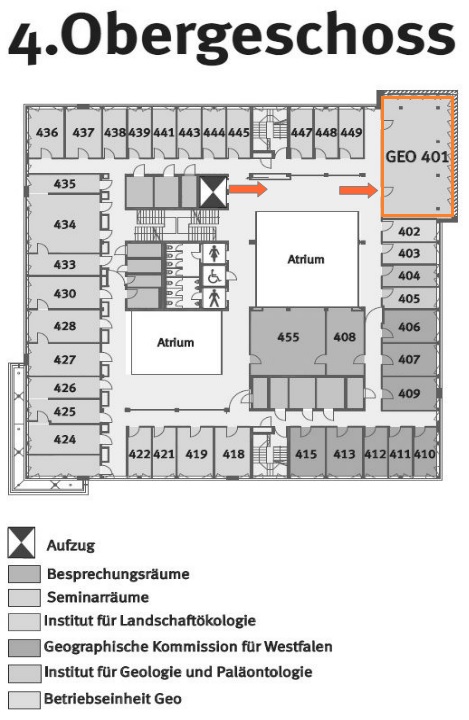 4.Obergeschoss
436 437 438 439 441 443 444 445 447 448 449
GEO 401
435
434
402
433
Atrium
403
404
430
405
428
Atrium
455 408
406
427
407
426
409
425
424
422 421 419 418 415 413 412 411 410
Aufzug
Besprechungsräume
Seminarräume
Institut für Landschaftökologie
Geographische Kommission für Westfalen
Institut für Geologie und Paläontologie
Betriebseinheit Geo